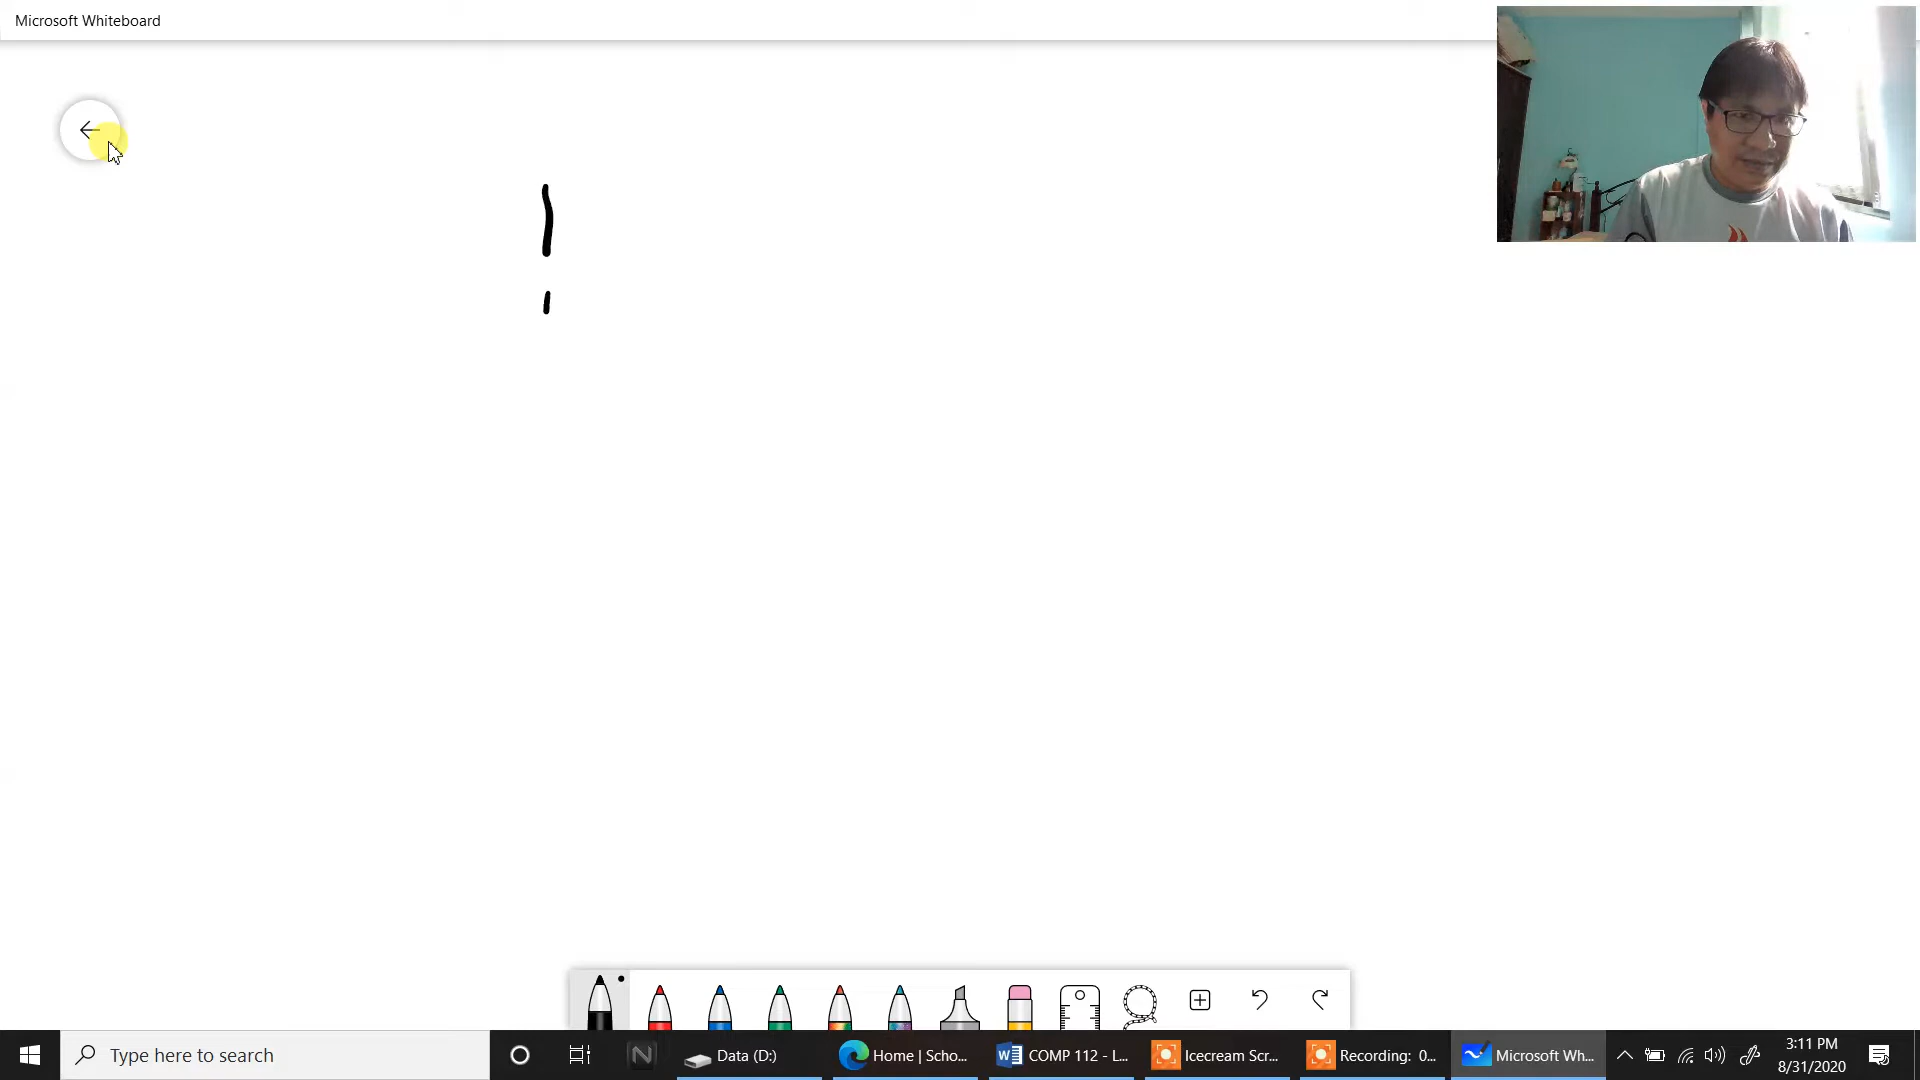 Microsoft Whiteboard
Type here to search
Data (D:)
Home | Scho...
COMP 112 - L...
Icecream Scr...
Recording: 0...
Microsoft Wh...
3:11 PM
8/31/2020